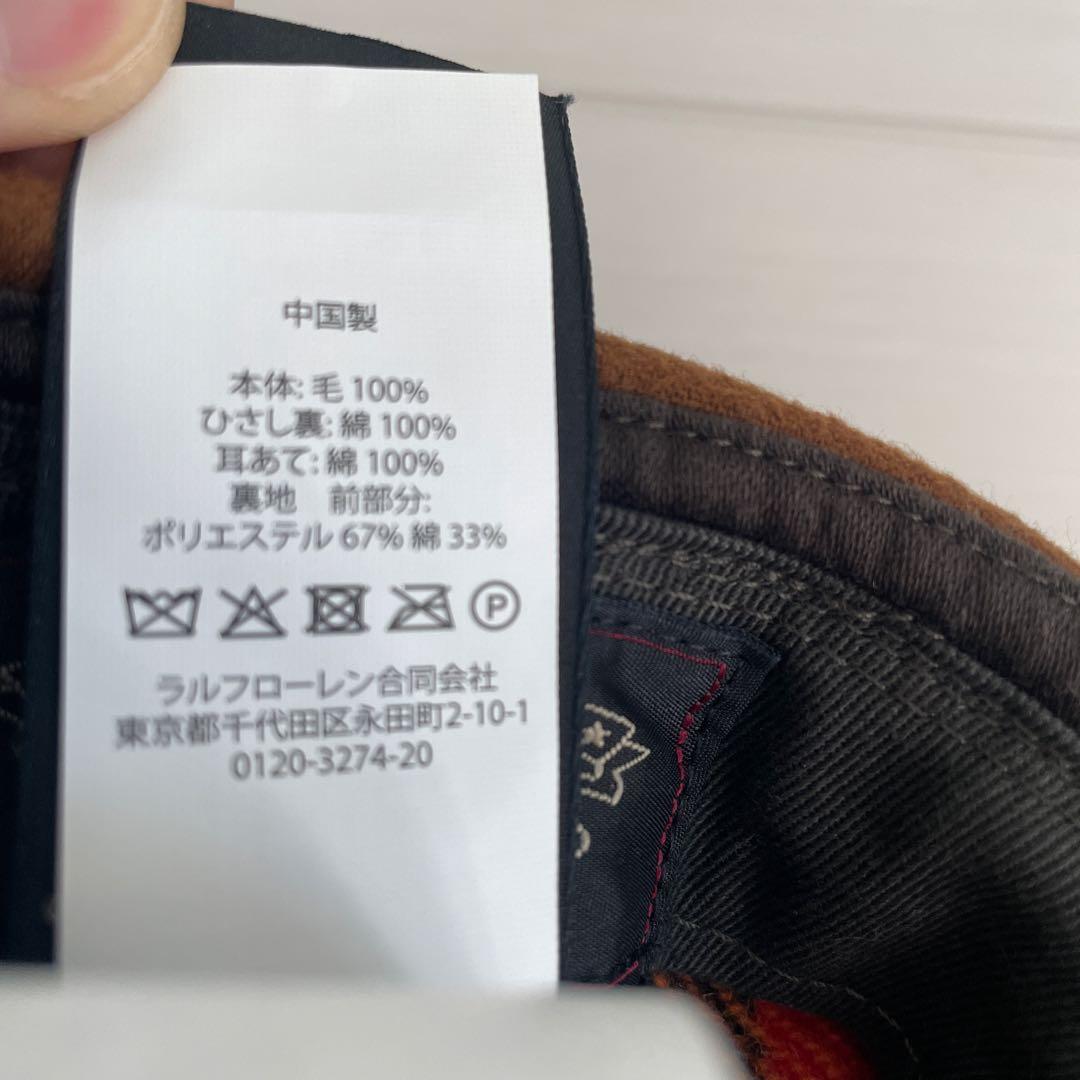 中国製
本体: 毛 100%
ひさし裏: 綿 100%
耳あて: 綿 100%
裏地　前部分:
ポリエステル 67% 綿 33%
P
ラルフローレン合同会社
東京都千代田区永田町2-10-1
0120-3274-20